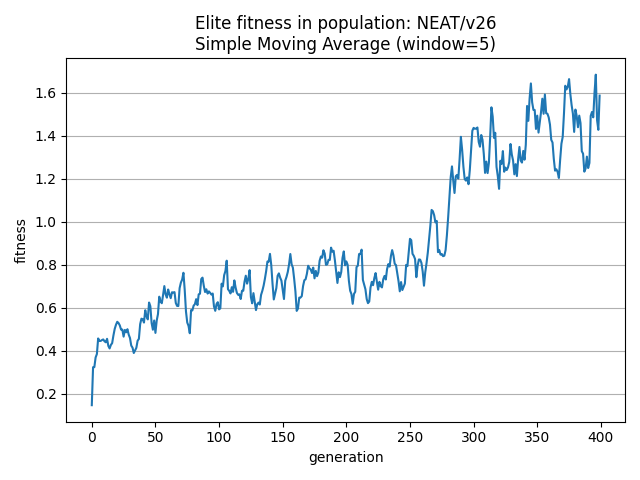 Elite fitness in population: NEAT/v26
Simple Moving Average (window=5)
1.6
1.4
1.2
1.0
0.8
0.6
0.4
0.2
fitness
0 50 100 150 200 250 300 350 400
generation